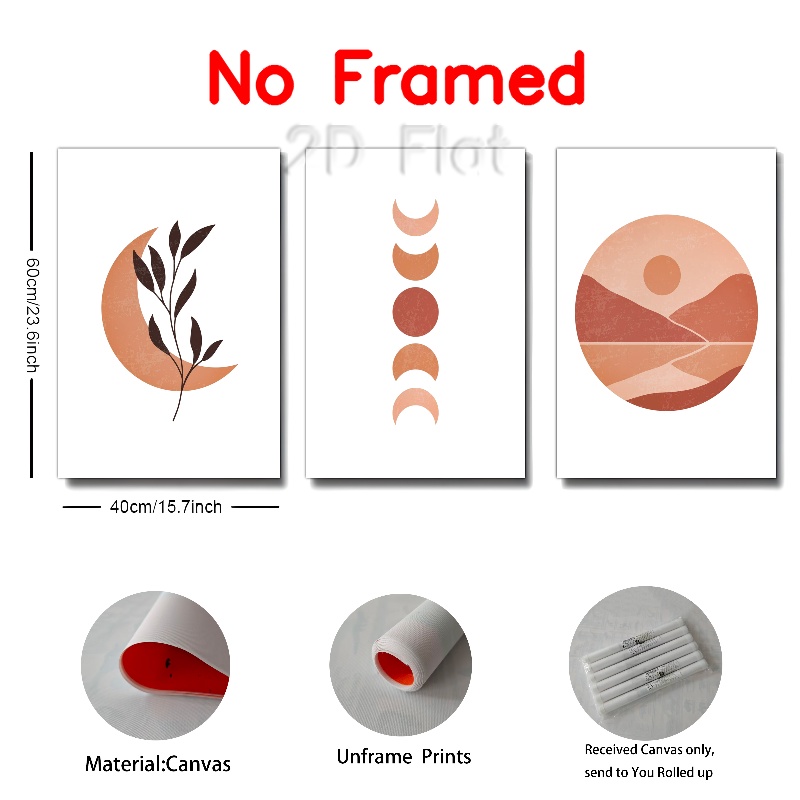 No Framed
2D Flat
60cm/23.6inch
40cm/15.7inch
Material:Canvas
Unframe Prints
Received Canvas only,
send to You Rolled up